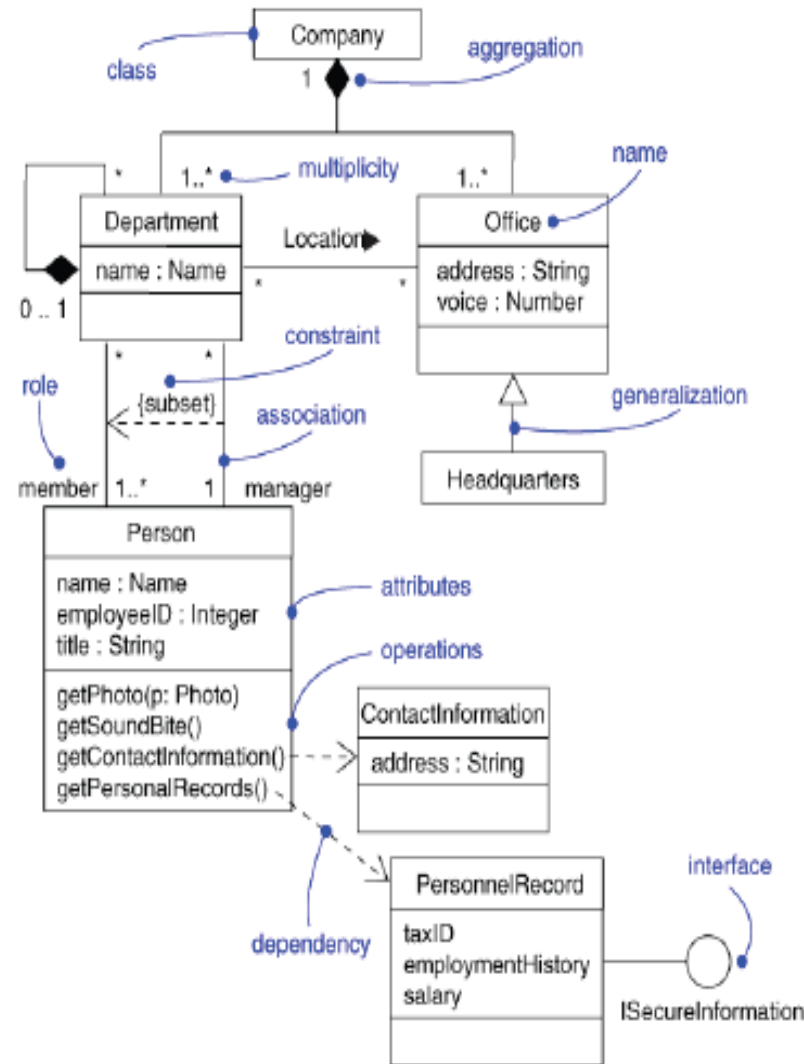 Company
class
aggregation
1
*
1..*
multiplicity
1..*
name
Department
Office
Location
name : Name
address : String
voice : Number
*
*
0 .. 1
*
*
constraint
role
{subset}
association
generalization
member
1..*
1
manager
Headquarters
Person
name : Name
employeeID : Integer
title : String
attributes
operations
getPhoto(p: Photo)
getSoundBite()
getContactInformation()
getPersonalRecords()
ContactInformation
address : String
PersonnelRecord
interface
dependency
taxID
employmentHistory
salary
ISecureInformation